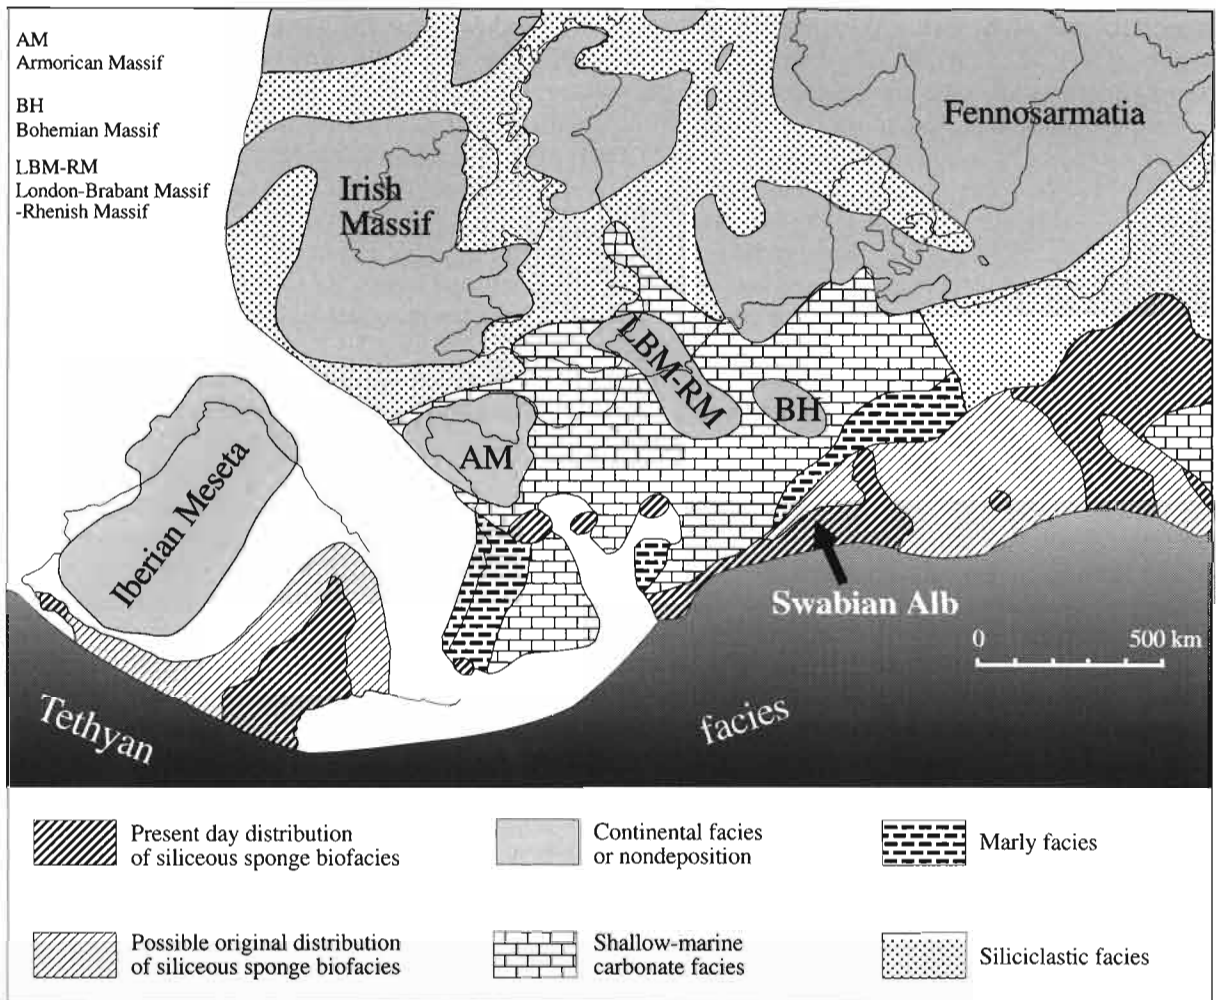 AM
Armorican Massif
BH
Bohemian Massif
LBM-RM
London-Brabant Massif
-Rhenish Massif
Fennosarmatia
Irish
Massif
LBM-RM
BH
AM
Iberian Meseta
Swabian Alb
0 500 km
Tethyan
facies
Present day distribution
of siliceous sponge biofacies
Continental facies
or nondeposition
Marly facies
Possible original distribution
of siliceous sponge biofacies
Shallow-marine
carbonate facies
Siliciclastic facies